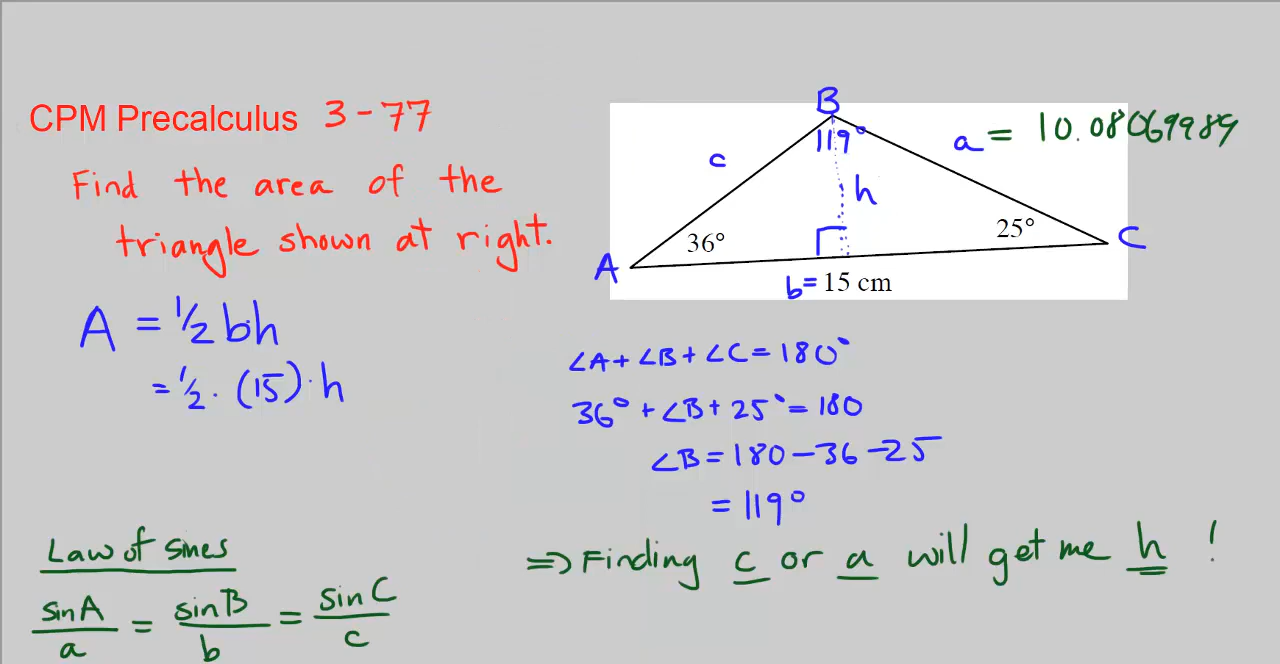 CPM Precalculus 3-77
Find the area of the
triangle shown at right.
A = 1/2 bh
= 1/2 · (15) · h
B
119°
c
a = 10.08069989
h
36°
25°
A
C
b = 15 cm
∠A + ∠B + ∠C = 180°
36° + ∠B + 25° = 180
∠B = 180 - 36 - 25
= 119°
⇒ Finding c or a will get me h !
Law of sines
sin A / a = sin B / b = sin C / c